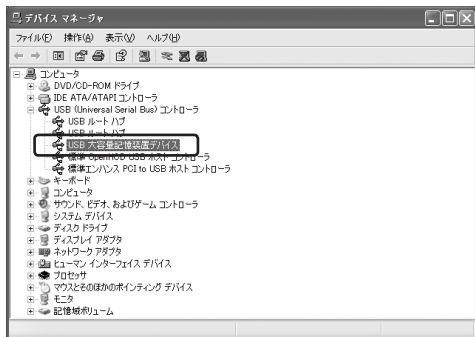 デバイス マネージャ
ファイル(F) 操作(A) 表示(V) ヘルプ(H)
コンピュータ
DVD/CD-ROM ドライブ
IDE ATA/ATAPI コントローラ
USB (Universal Serial Bus) コントローラ
USB ルート ハブ
USB ルート ハブ
USB 大容量記憶装置デバイス
標準 OpenHCD USB ホスト コントローラ
標準エンハンス PCI to USB ホスト コントローラ
キーボード
コンピュータ
サウンド、ビデオ、およびゲーム コントローラ
システム デバイス
ディスク ドライブ
ディスプレイ アダプタ
ネットワーク アダプタ
ヒューマン インターフェイス デバイス
プロセッサ
マウスとそのほかのポインティング デバイス
モニタ
記憶域ボリューム